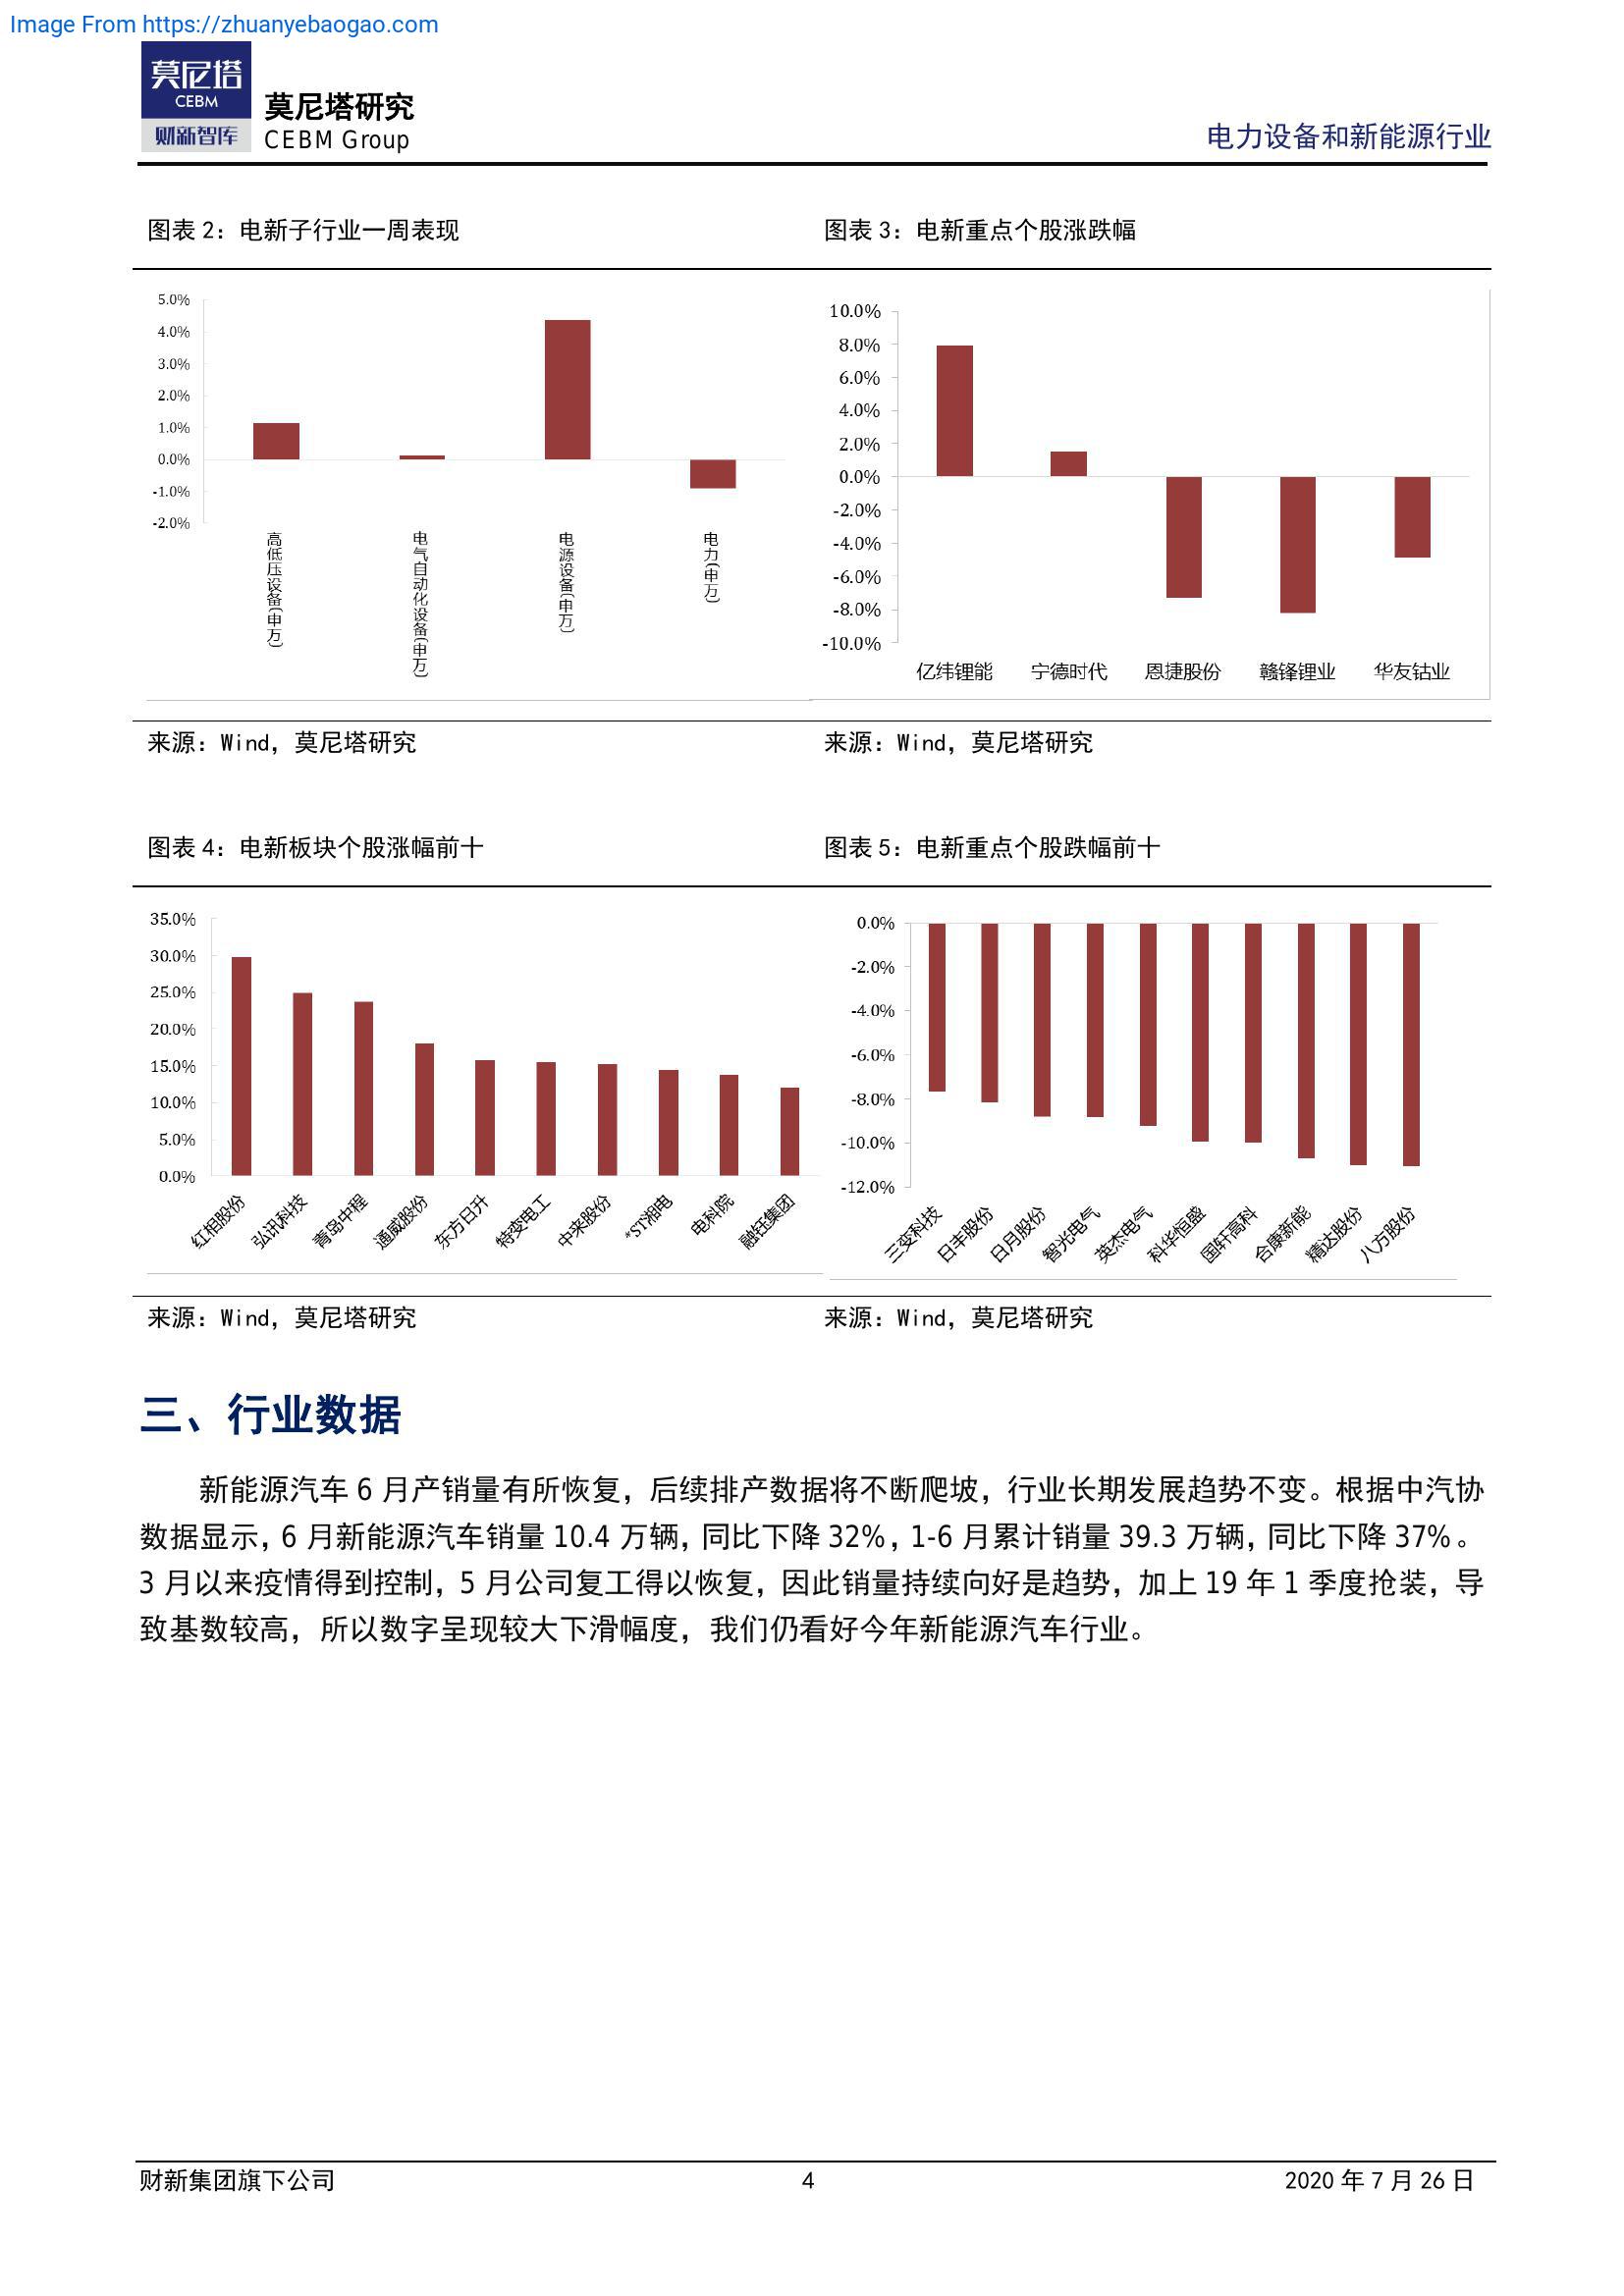 Image From https://zhuanyebaogao.com
莫尼塔
CEBM
财新智库
莫尼塔研究
CEBM Group
电力设备和新能源行业
图表 2：电新子行业一周表现
5.0%
4.0%
3.0%
2.0%
1.0%
0.0%
-1.0%
-2.0%
高低压设备(申万)
电气自动化设备(申万)
电源设备(申万)
电力(申万)
来源：Wind，莫尼塔研究
图表 3：电新重点个股涨跌幅
10.0%
8.0%
6.0%
4.0%
2.0%
0.0%
-2.0%
-4.0%
-6.0%
-8.0%
-10.0%
亿纬锂能 宁德时代 恩捷股份 赣锋锂业 华友钴业
来源：Wind，莫尼塔研究
图表 4：电新板块个股涨幅前十
35.0%
30.0%
25.0%
20.0%
15.0%
10.0%
5.0%
0.0%
红相股份
弘讯科技
青岛中程
通威股份
东方日升
特变电工
中来股份
*ST湘电
电科院
融钰集团
来源：Wind，莫尼塔研究
图表 5：电新重点个股跌幅前十
0.0%
-2.0%
-4.0%
-6.0%
-8.0%
-10.0%
-12.0%
三变科技
日丰股份
日月股份
智光电气
英杰电气
科华恒盛
国轩高科
合康新能
精达股份
八方股份
来源：Wind，莫尼塔研究
三、行业数据
新能源汽车 6 月产销量有所恢复，后续排产数据将不断爬坡，行业长期发展趋势不变。根据中汽协
数据显示，6 月新能源汽车销量 10.4 万辆，同比下降 32%，1-6 月累计销量 39.3 万辆，同比下降 37%。
3 月以来疫情得到控制，5 月公司复工得以恢复，因此销量持续向好是趋势，加上 19 年 1 季度抢装，导
致基数较高，所以数字呈现较大下滑幅度，我们仍看好今年新能源汽车行业。
财新集团旗下公司
4
2020 年 7 月 26 日